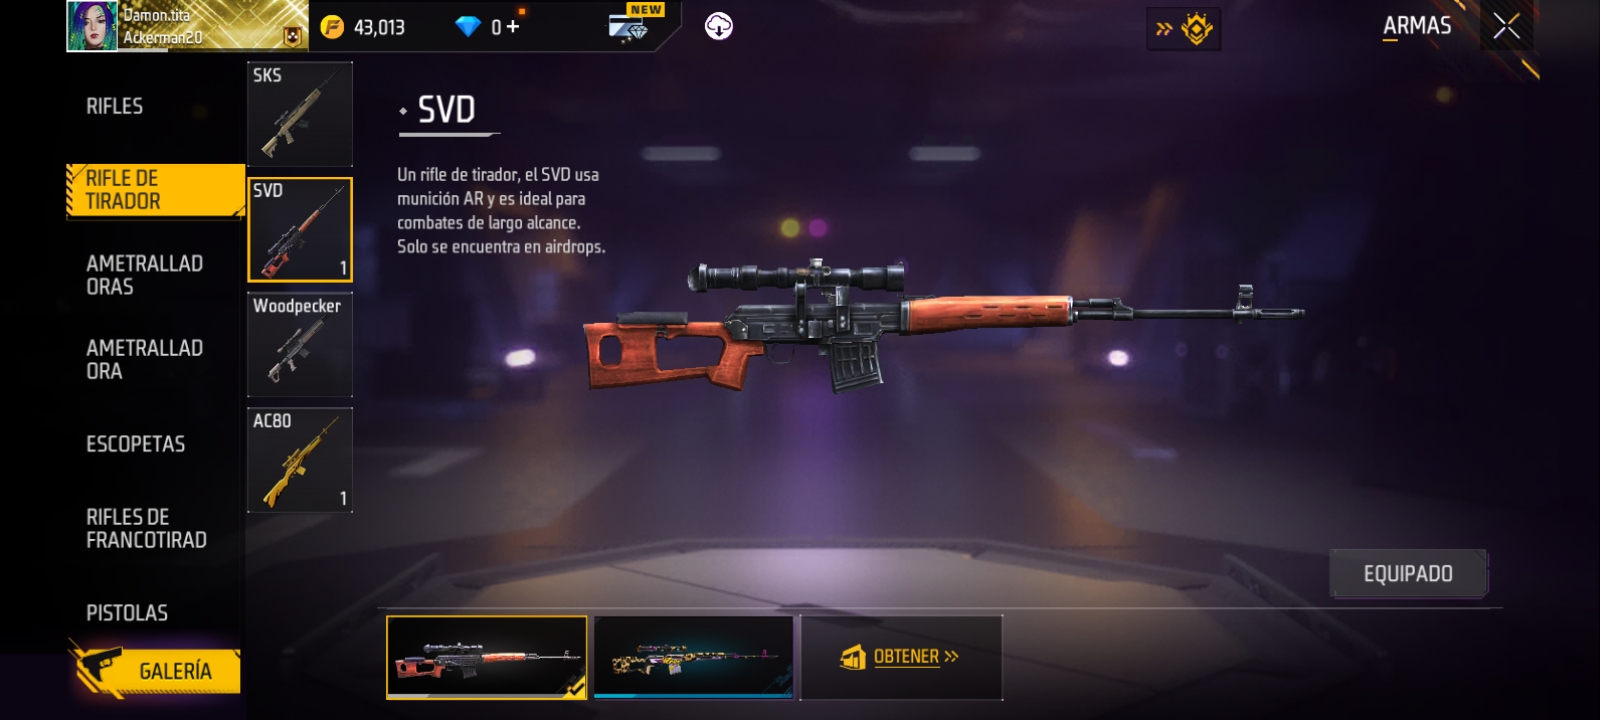 Damon.tita
Ackerman20
43,013
0 +
NEW
ARMAS
RIFLES
RIFLE DE
TIRADOR
AMETRALLAD
ORAS
AMETRALLAD
ORA
ESCOPETAS
RIFLES DE
FRANCOTIRAD
PISTOLAS
GALERÍA
SKS
SVD
1
Woodpecker
AC80
1
SVD
Un rifle de tirador, el SVD usa
munición AR y es ideal para
combates de largo alcance.
Solo se encuentra en airdrops.
EQUIPADO
OBTENER